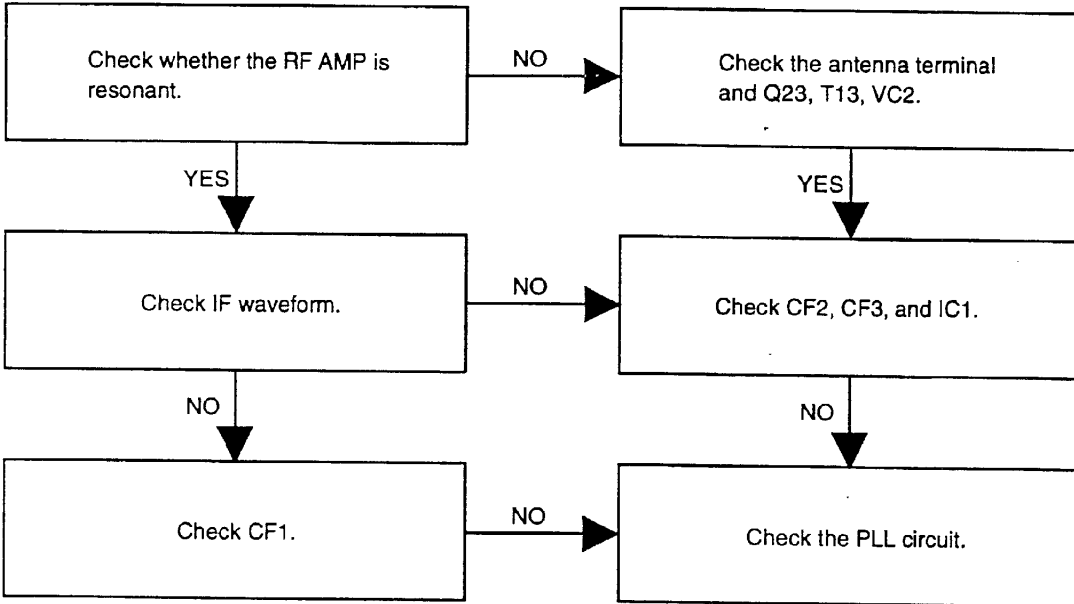 Check whether the RF AMP is
resonant.
NO
Check the antenna terminal
and Q23, T13, VC2.
YES
YES
Check IF waveform.
NO
Check CF2, CF3, and IC1.
NO
NO
Check CF1.
NO
Check the PLL circuit.